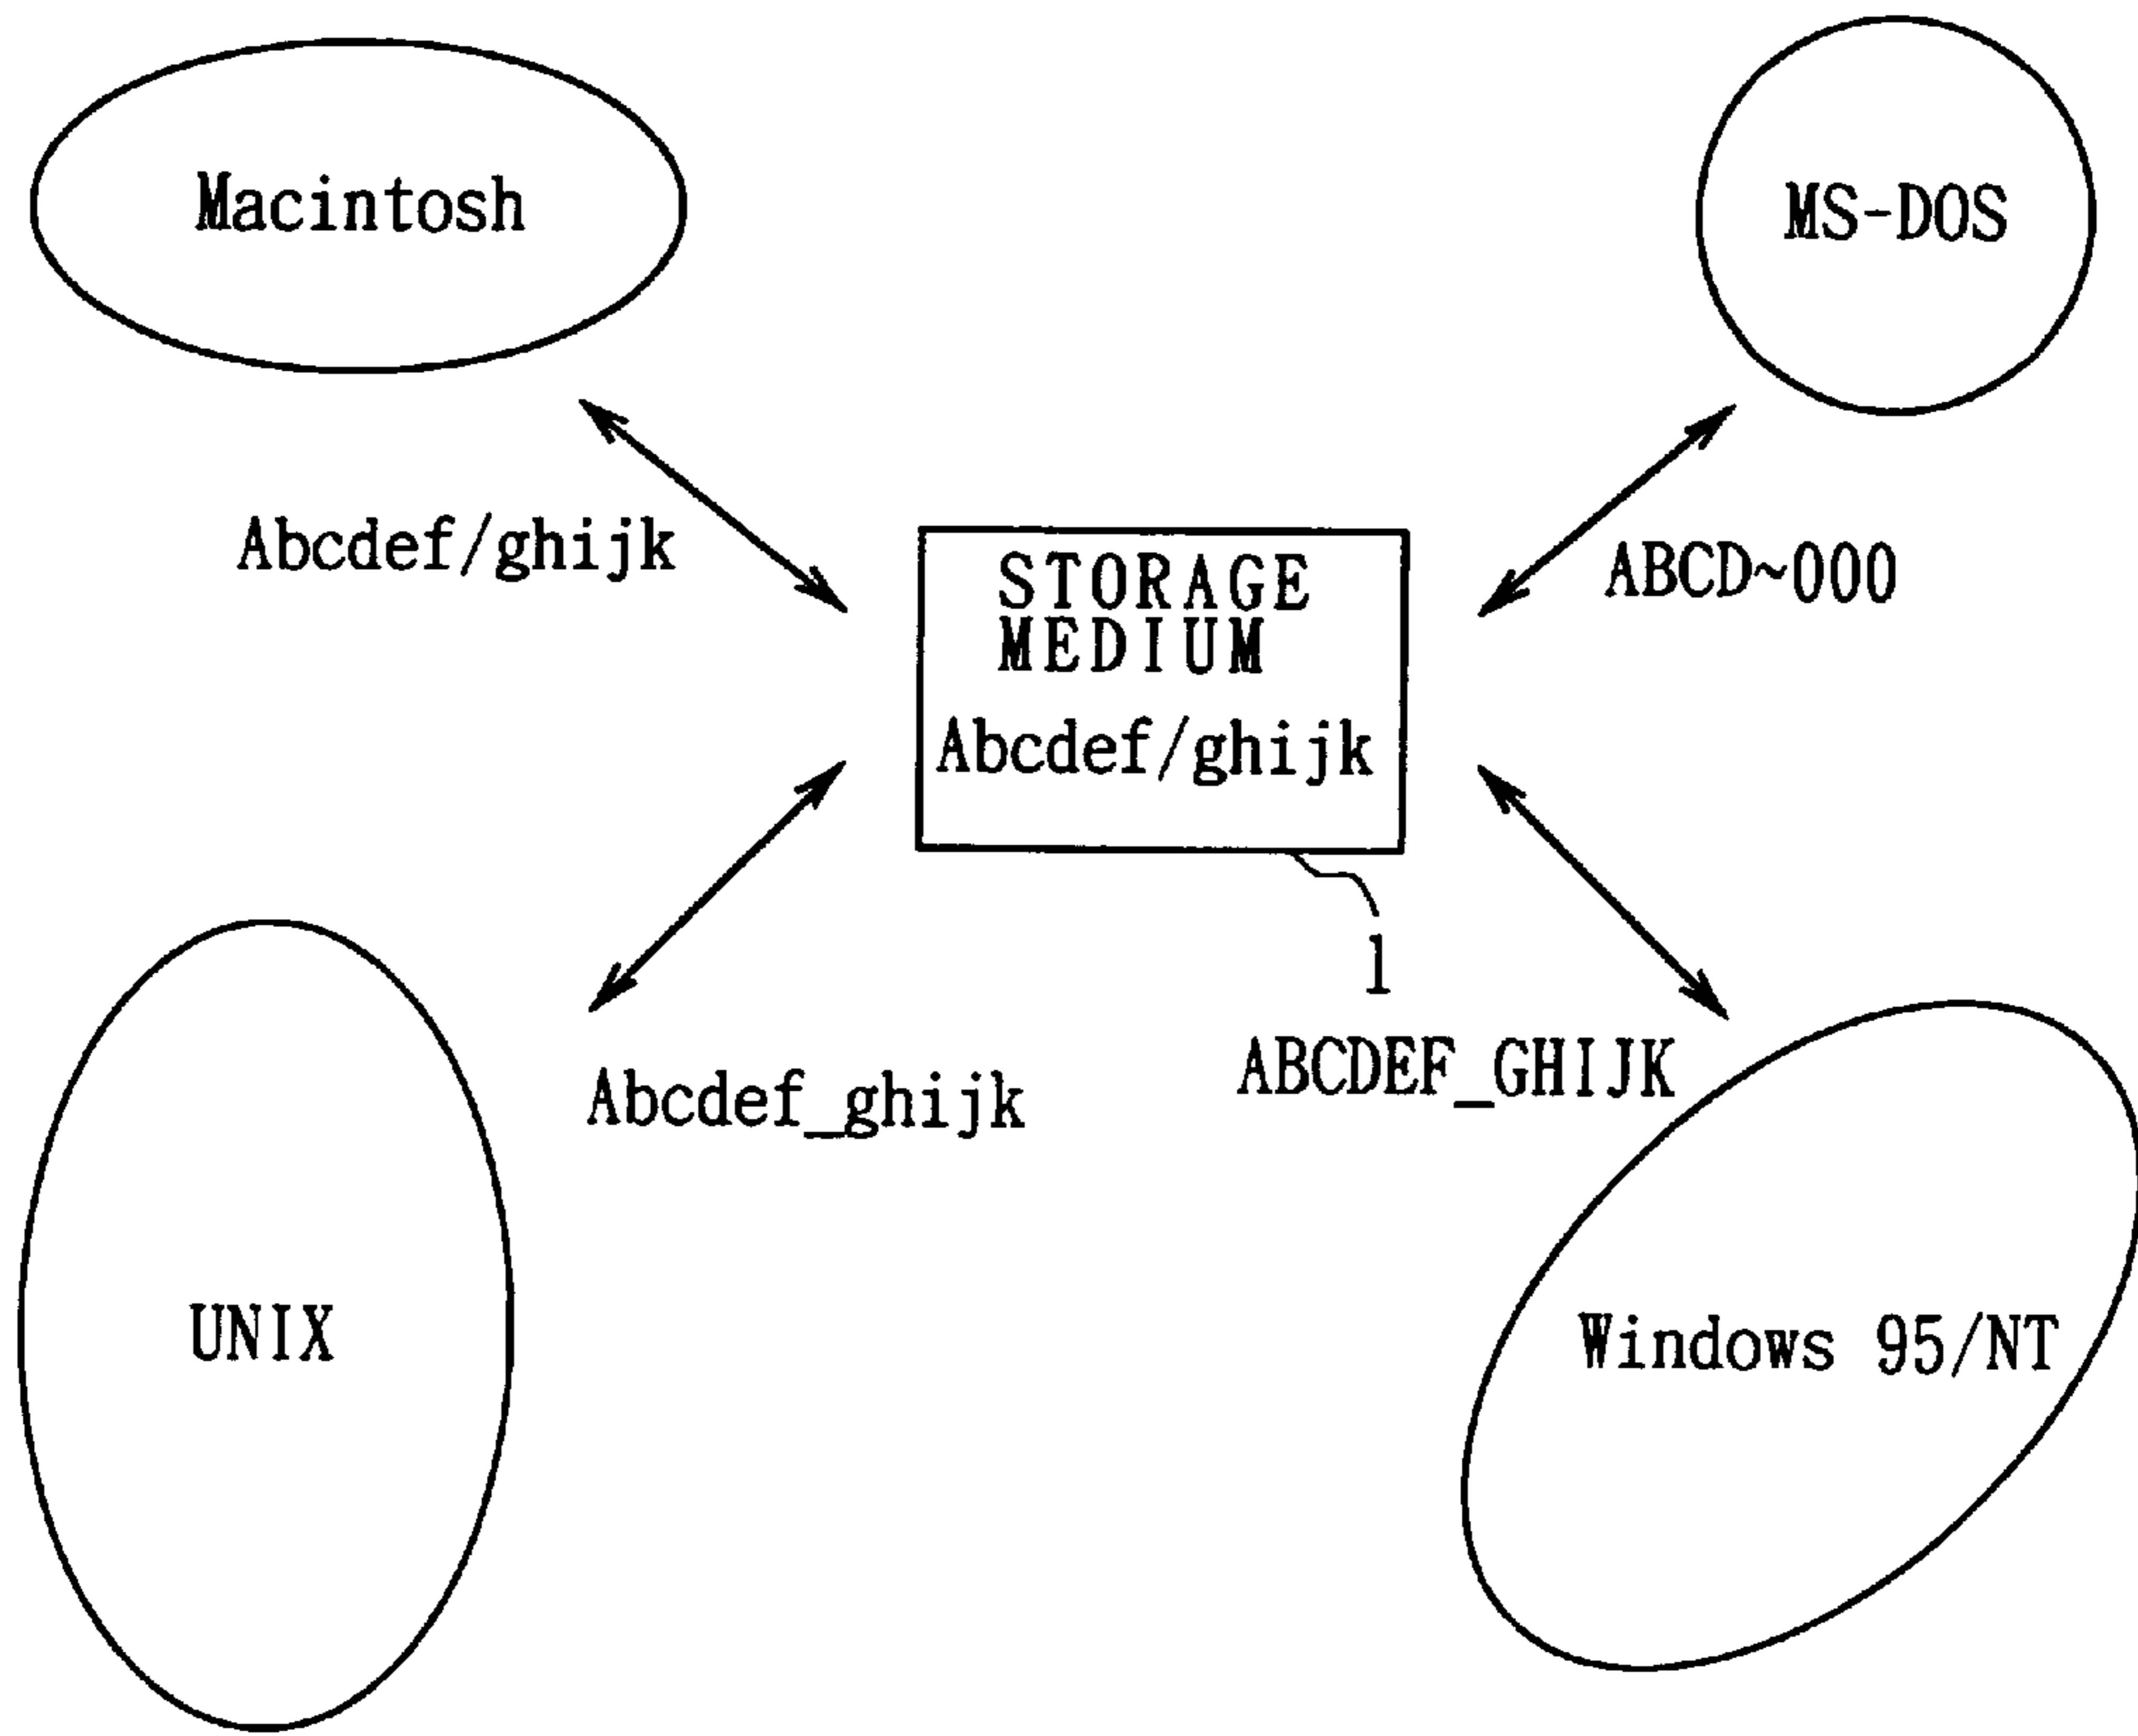 Macintosh
MS-DOS
Abcdef/ghijk
ABCD~000
STORAGE
MEDIUM
Abcdef/ghijk
1
ABCDEF_GHIJK
Abcdef_ghijk
UNIX
Windows 95/NT